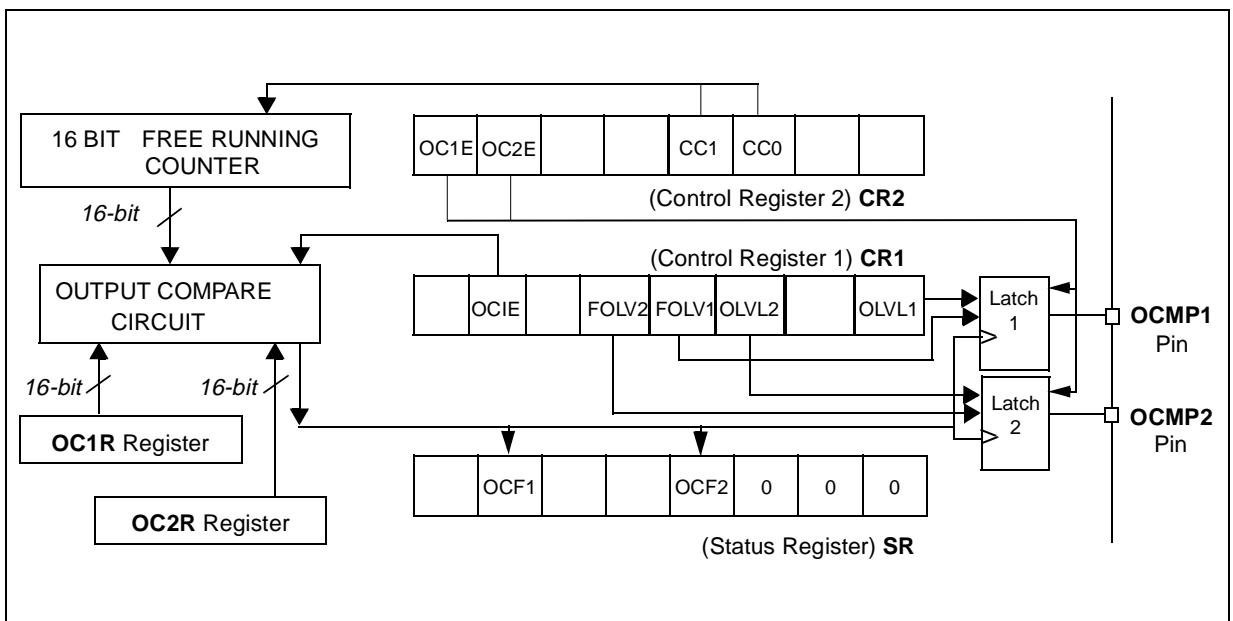 16 BIT FREE RUNNING
COUNTER
16-bit
OC1E OC2E CC1 CC0
(Control Register 2) CR2
(Control Register 1) CR1
OUTPUT COMPARE
CIRCUIT
OCIE FOLV2 FOLV1 OLVL2 OLVL1
Latch
1
OCMP1
Pin
16-bit
16-bit
Latch
2
OCMP2
Pin
OC1R Register
OCF1 OCF2 0 0 0
OC2R Register
(Status Register) SR